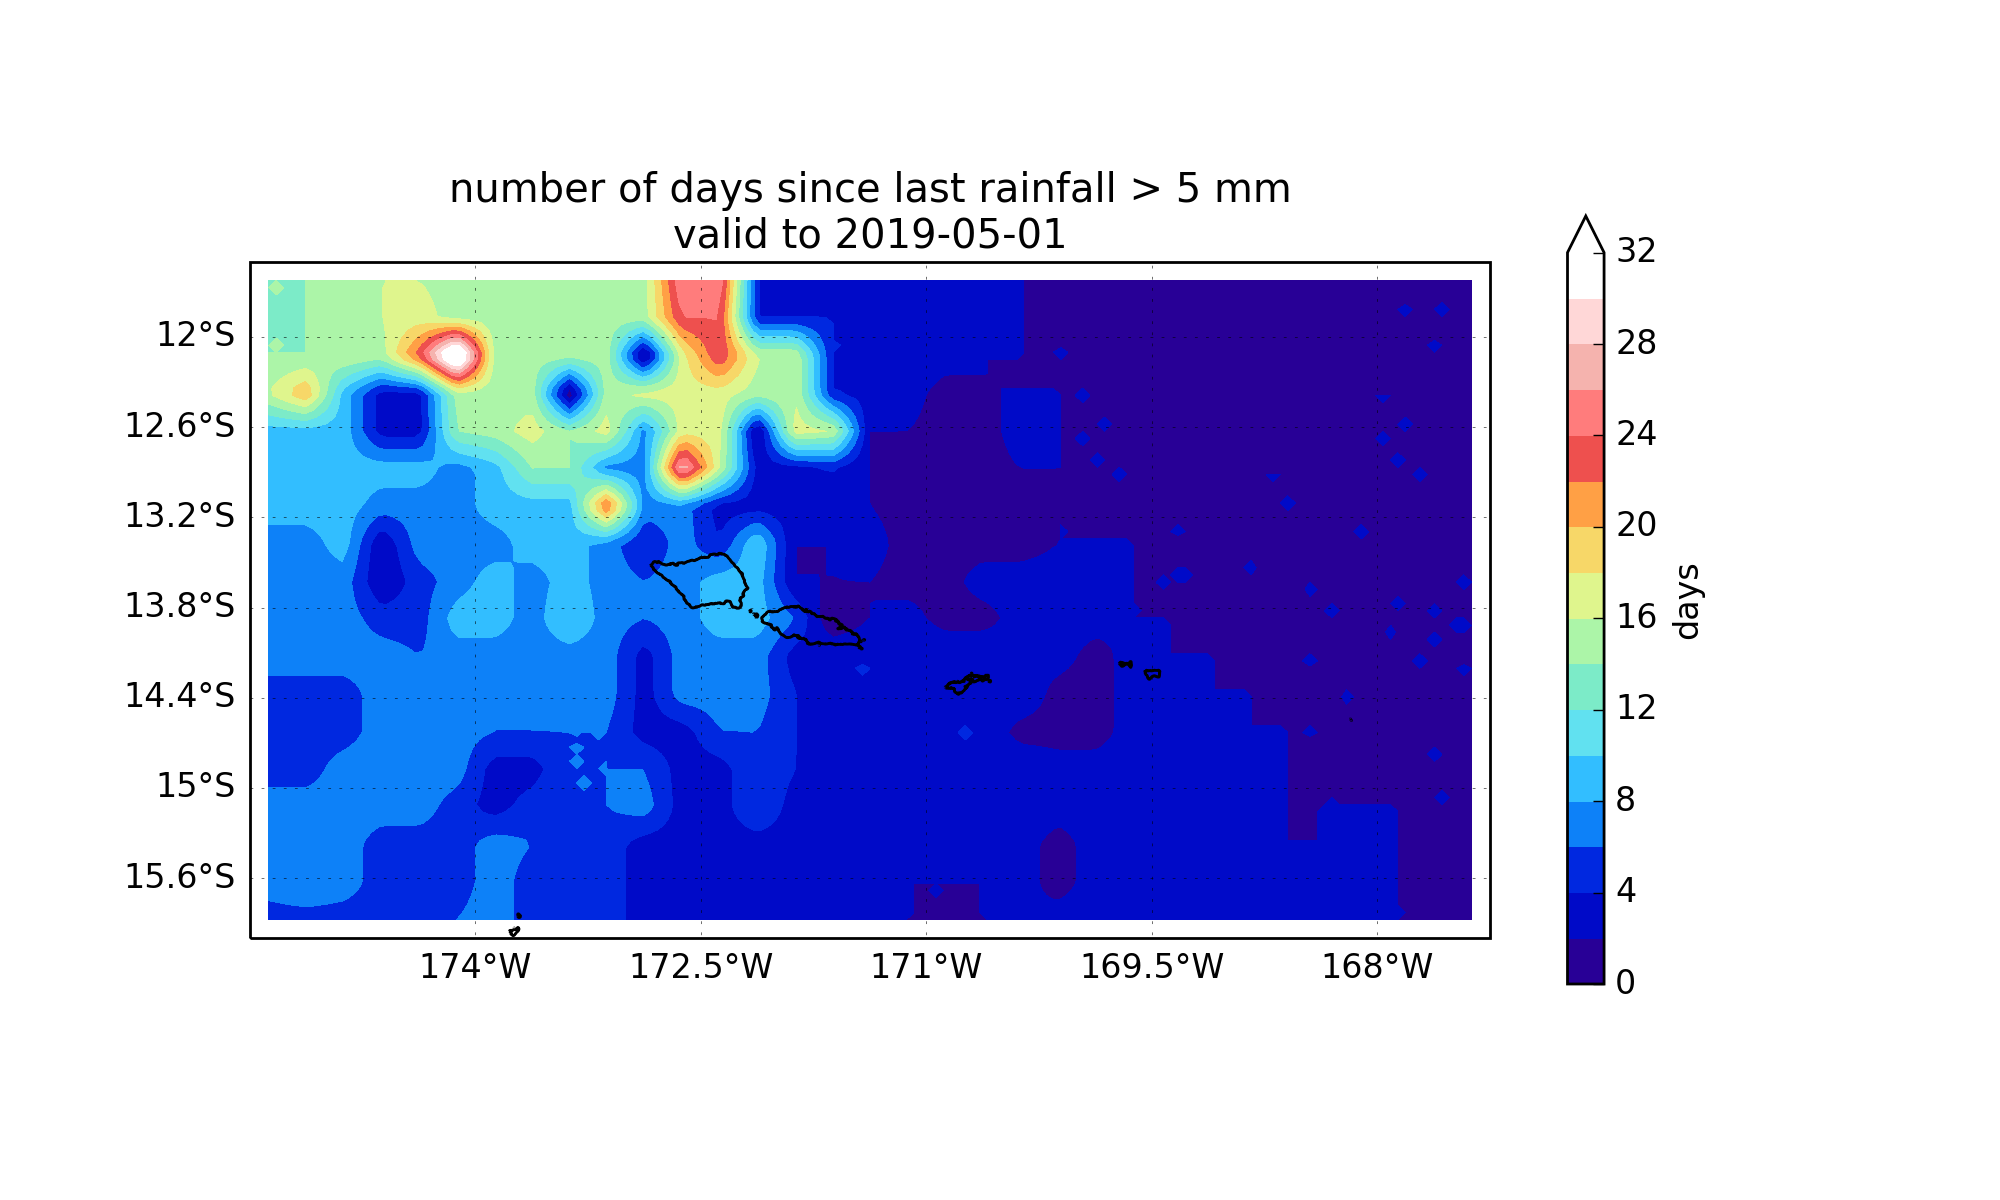 number of days since last rainfall > 5 mm
valid to 2019-05-01
12°S
12.6°S
13.2°S
13.8°S
14.4°S
15°S
15.6°S
174°W
172.5°W
171°W
169.5°W
168°W
32
28
24
20
16
12
8
4
0
days